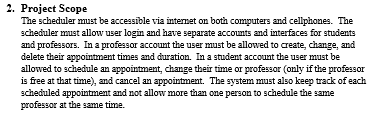 2. Project Scope
The scheduler must be accessible via internet on both computers and cellphones. The
scheduler must allow user login and have separate accounts and interfaces for students
and professors. In a professor account the user must be allowed to create, change, and
delete their appointment times and duration. In a student account the user must be
allowed to schedule an appointment, change their time or professor (only if the professor
is free at that time), and cancel an appointment. The system must also keep track of each
scheduled appointment and not allow more than one person to schedule the same
professor at the same time.